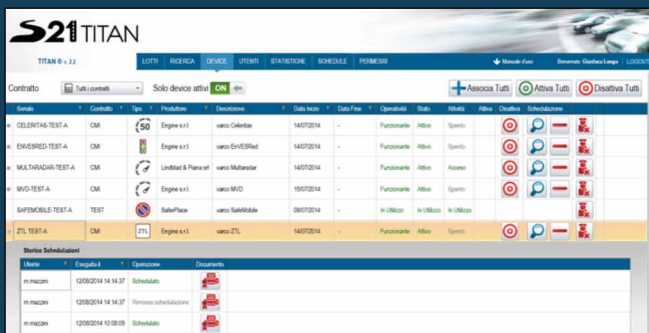 S21 TITAN
TITAN ® v. 2.2 LOTTI RICERCA DEVICE UTENTI STATISTICHE SCHEDULE PERMESSI Manuale d'uso Benvenuto Gianluca Longo LOGOUT
Contratto Tutti i contratti Solo device attivi ON Associa Tutti Attiva Tutti Disattiva Tutti
Seriale Contratto Tipo Produttore Descrizione Data Inizio Data Fine Operatività Stato Attività Attiva Disattiva Schedulazione
CELERITAS-TEST-A CMI 50 Engine s.r.l. varco Celeritas 14/07/2014 - Funzionante Attivo Spento
ENVESRED-TEST-A CMI Engine s.r.l. varco EnVESRed 14/07/2014 - Funzionante Attivo Spento
MULTARADAR-TEST-A CMI Lindblad & Piana srl varco Multaradar 14/07/2014 - Funzionante Attivo Acceso
MVD-TEST-A CMI Engine s.r.l. varco MVD 15/07/2014 - Funzionante Attivo Spento
SAFEMOBILE-TEST-A TEST SaferPlace varco SafeMobile 08/07/2014 - In Utilizzo In Utilizzo In Utilizzo
ZTL TEST-A CMI ZTL Engine s.r.l. varco ZTL 14/07/2014 - Funzionante Attivo Spento
Storico Schedulazioni
Utente Eseguita il Operazione Documento
m.mazzini 12/08/2014 14:14:37 Schedulato
m.mazzini 12/08/2014 14:14:37 Rimossa schedulazione
m.mazzini 12/08/2014 10:08:09 Schedulato